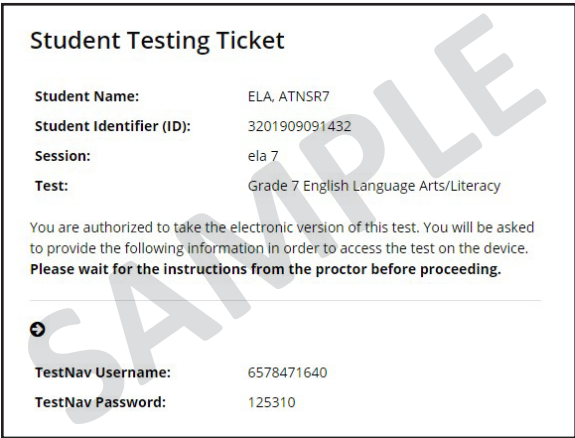 Student Testing Ticket
Student Name: ELA, ATNSR7
Student Identifier (ID): 3201909091432
Session: ela 7
Test: Grade 7 English Language Arts/Literacy
You are authorized to take the electronic version of this test. You will be asked
to provide the following information in order to access the test on the device.
Please wait for the instructions from the proctor before proceeding.
TestNav Username: 6578471640
TestNav Password: 125310
SAMPLE